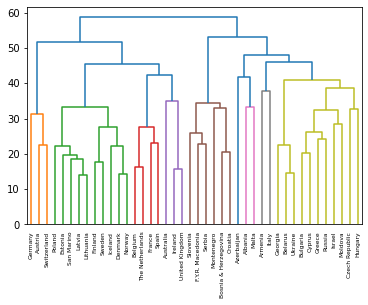 60
50
40
30
20
10
0
Germany
Austria
Switzerland
Poland
Estonia
San Marino
Latvia
Lithuania
Finland
Sweden
Iceland
Denmark
Norway
Belgium
The Netherlands
France
Spain
Australia
Ireland
United Kingdom
Slovenia
F.Y.R. Macedonia
Serbia
Montenegro
Bosnia & Herzegovina
Croatia
Azerbaijan
Albania
Malta
Armenia
Italy
Georgia
Belarus
Ukraine
Bulgaria
Cyprus
Greece
Russia
Israel
Moldova
Czech Republic
Hungary